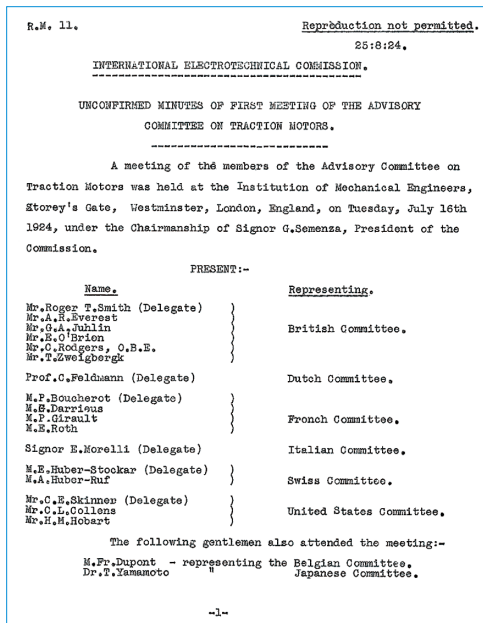 R.M. 11.
Reproduction not permitted.
25:8:24.
INTERNATIONAL ELECTROTECHNICAL COMMISSION.
UNCONFIRMED MINUTES OF FIRST MEETING OF THE ADVISORY
COMMITTEE ON TRACTION MOTORS.
A meeting of the members of the Advisory Committee on
Traction Motors was held at the Institution of Mechanical Engineers,
Storey's Gate, Westminster, London, England, on Tuesday, July 16th
1924, under the Chairmanship of Signor G.Semenza, President of the
Commission.
PRESENT:-
Name. Representing.
Mr.Roger T.Smith (Delegate) )
Mr.A.R.Everest )
Mr.G.A.Juhlin )
Mr.E.O'Brien ) British Committee.
Mr.C.Rodgers, O.B.E. )
Mr.T.Zweigbergk )
Prof.C.Feldmann (Delegate) Dutch Committee.
M.P.Boucherot (Delegate) )
M.G.Darrieus )
M.P.Girault ) French Committee.
M.E.Roth )
Signor E.Morelli (Delegate) Italian Committee.
M.E.Huber-Stockar (Delegate) )
M.A.Huber-Ruf ) Swiss Committee.
Mr.C.E.Skinner (Delegate) )
Mr.C.L.Collens ) United States Committee.
Mr.H.M.Hobart )
The following gentlemen also attended the meeting:-
M.Fr.Dupont - representing the Belgian Committee.
Dr.T.Yamamoto " Japanese Committee.
-1-